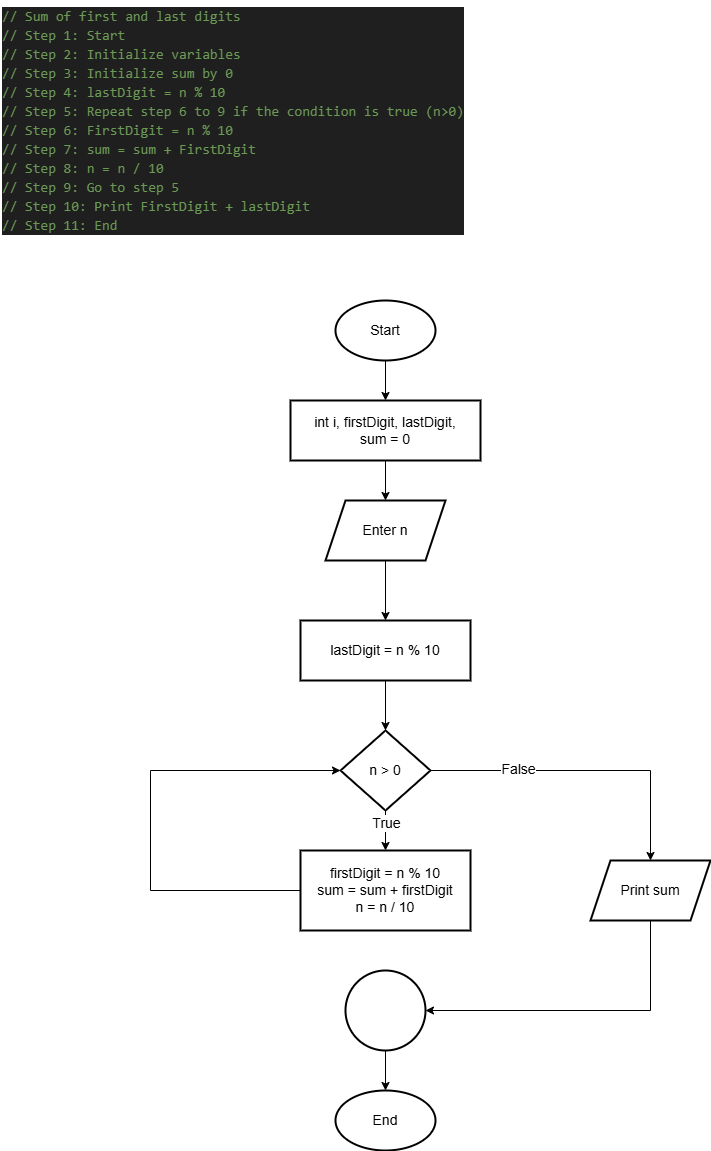 // Sum of first and last digits
// Step 1: Start
// Step 2: Initialize variables
// Step 3: Initialize sum by 0
// Step 4: lastDigit = n % 10
// Step 5: Repeat step 6 to 9 if the condition is true (n>0)
// Step 6: FirstDigit = n % 10
// Step 7: sum = sum + FirstDigit
// Step 8: n = n / 10
// Step 9: Go to step 5
// Step 10: Print FirstDigit + lastDigit
// Step 11: End
Start
int i, firstDigit, lastDigit,
sum = 0
Enter n
lastDigit = n % 10
n > 0
False
True
firstDigit = n % 10
sum = sum + firstDigit
n = n / 10
Print sum
End